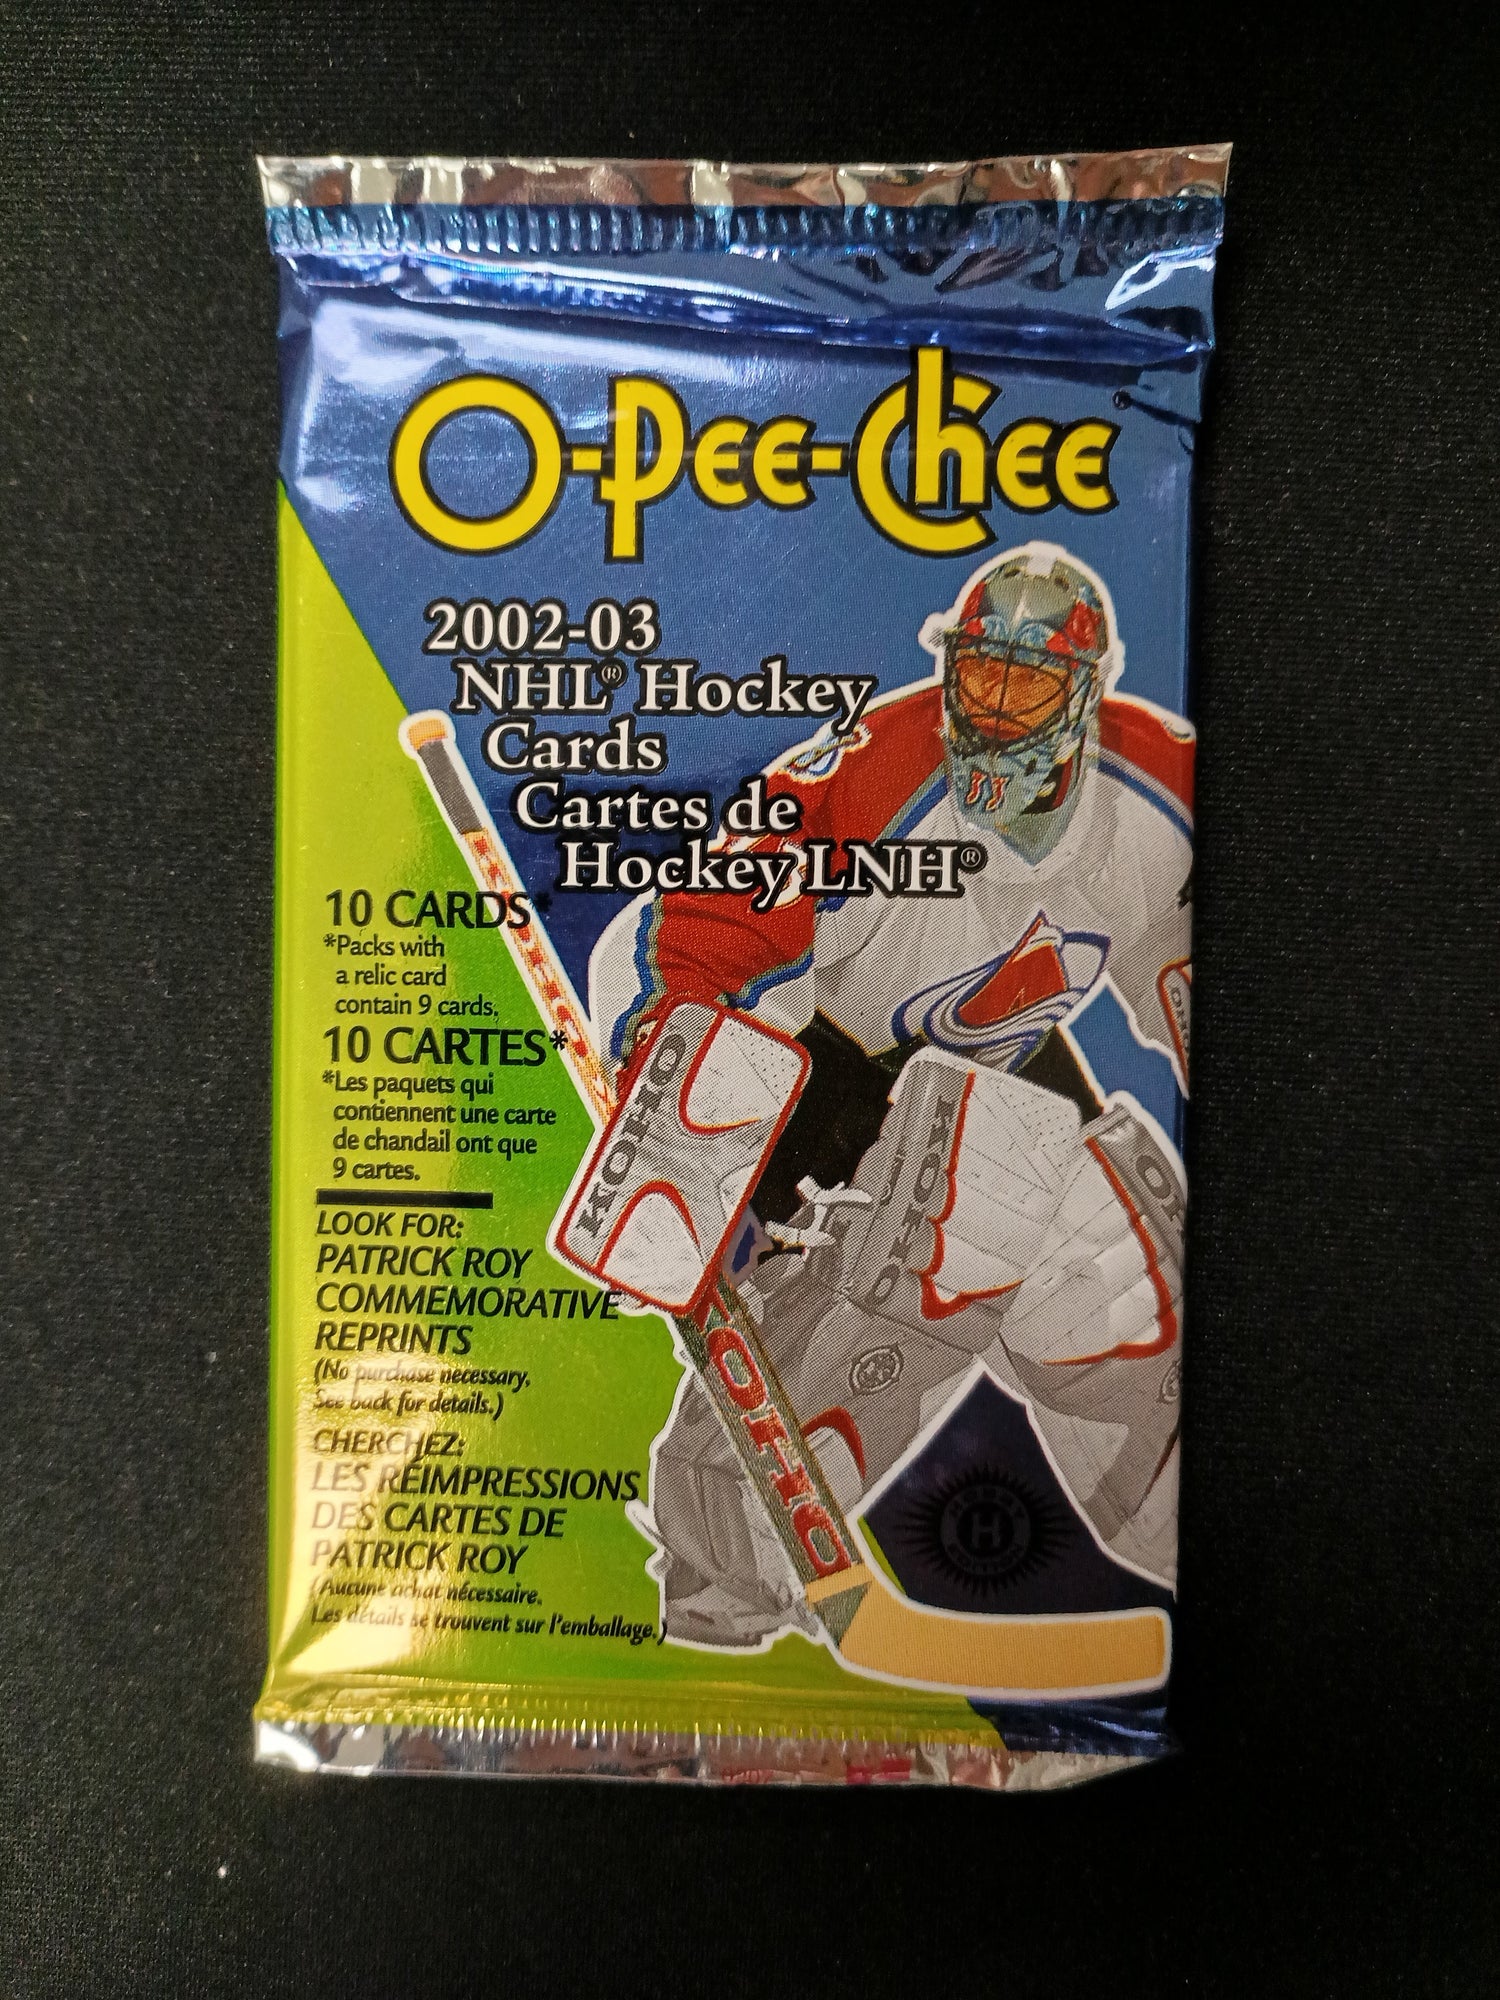 O-Pee-Chee®
2002-03
NHL® Hockey
Cards
Cartes de
Hockey LNH®
10 CARDS*
*Packs with
a relic card
contain 9 cards.
10 CARTES*
*Les paquets qui
contiennent une carte
de chandail ont que
9 cartes.
LOOK FOR:
PATRICK ROY
COMMEMORATIVE
REPRINTS
(No purchase necessary.
See back for details.)
CHERCHEZ:
LES RÉIMPRESSIONS
DES CARTES DE
PATRICK ROY
(Aucune achat nécessaire.
Les détails se trouvent sur l'emballage.)
KOHO
KOHO
KOHO
KOHO
HOBBY
H
EDITION